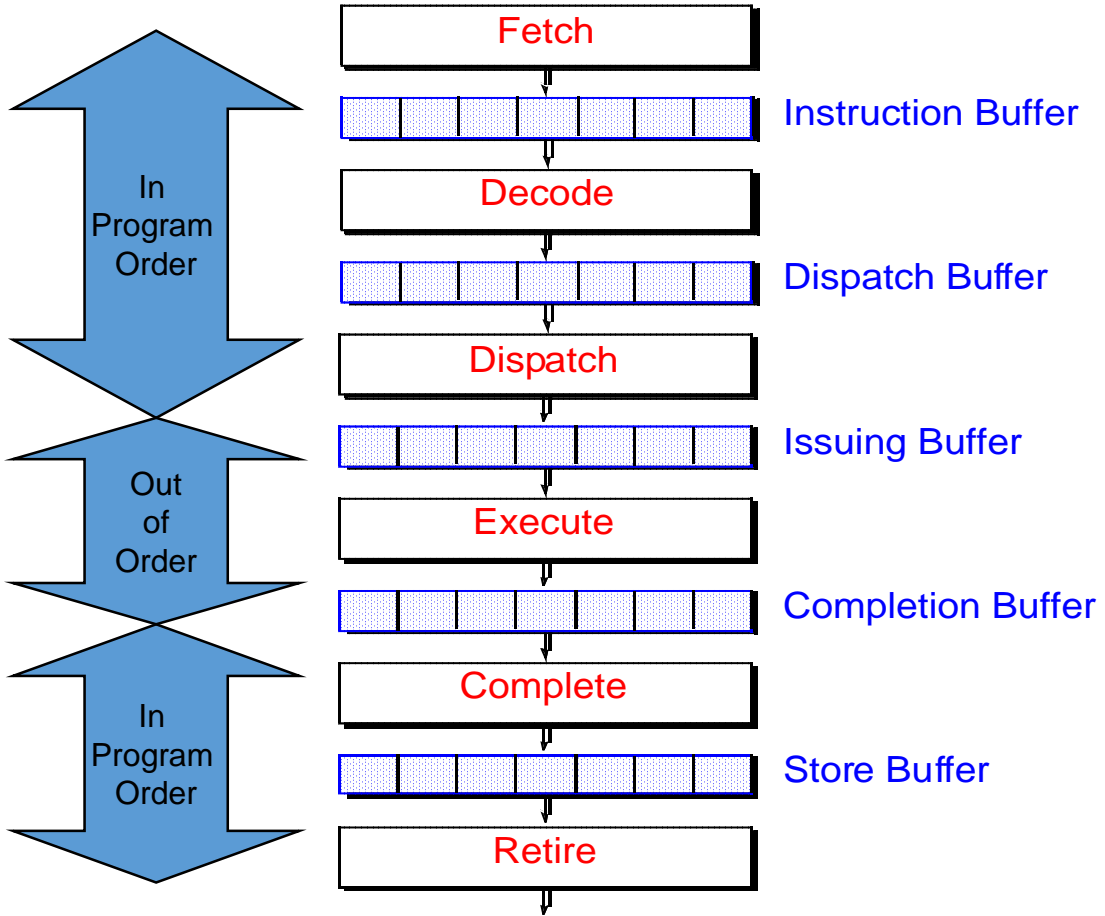 Fetch
Instruction Buffer
In
Program
Order
Decode
Dispatch Buffer
Dispatch
Issuing Buffer
Out
of
Order
Execute
Completion Buffer
Complete
In
Program
Order
Store Buffer
Retire